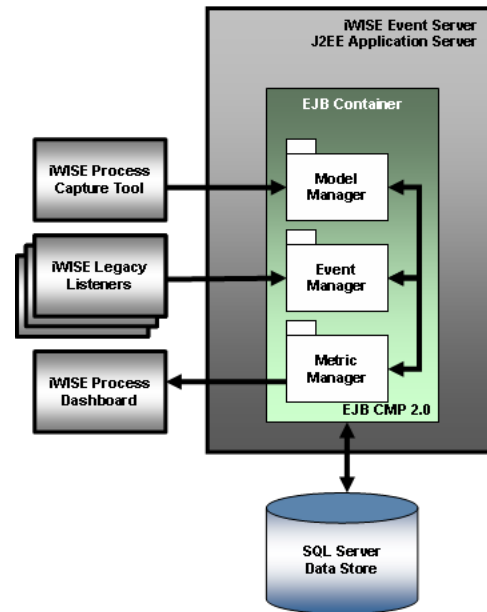 iWISE Event Server
J2EE Application Server
EJB Container
iWISE Process
Capture Tool
Model
Manager
iWISE Legacy
Listeners
Event
Manager
iWISE Process
Dashboard
Metric
Manager
EJB CMP 2.0
SQL Server
Data Store